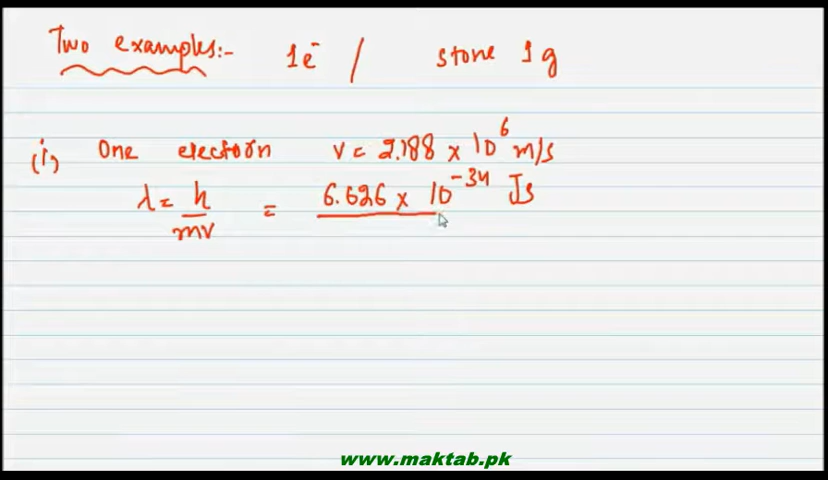 Two examples:- 1e⁻ / stone 1g
(i) One electron v = 2.188 × 10⁶ m/s
λ = h/mv = 6.626 × 10⁻³⁴ Js
www.maktab.pk